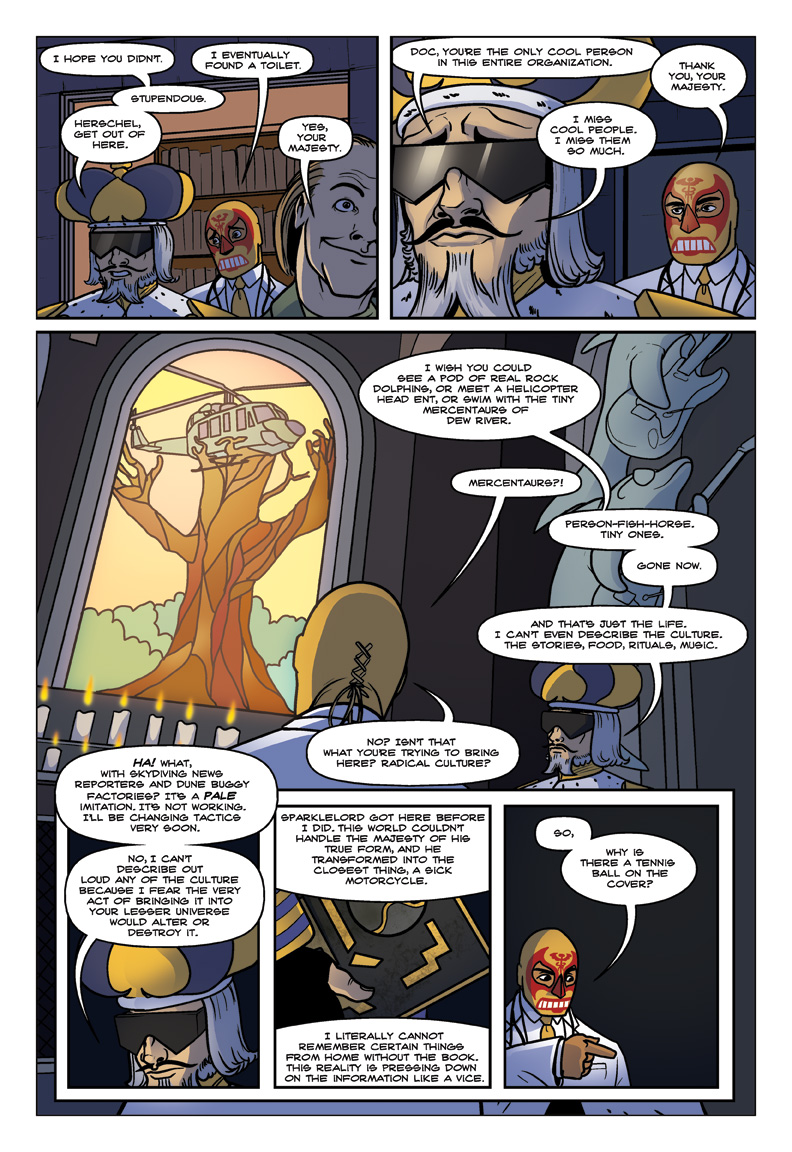 I HOPE YOU DIDN'T.
I EVENTUALLY
FOUND A TOILET.
STUPENDOUS.
HERSCHEL,
GET OUT OF
HERE.
YES,
YOUR
MAJESTY.
DOC, YOU'RE THE ONLY COOL PERSON
IN THIS ENTIRE ORGANIZATION.
THANK
YOU, YOUR
MAJESTY.
I MISS
COOL PEOPLE.
I MISS THEM
SO MUCH.
I WISH YOU COULD
SEE A POD OF REAL ROCK
DOLPHINS, OR MEET A HELICOPTER
HEAD ENT, OR SWIM WITH THE TINY
MERCENTAURS OF
DEW RIVER.
MERCENTAURS?!
PERSON-FISH-HORSE.
TINY ONES.
GONE NOW.
AND THAT'S JUST THE LIFE.
I CAN'T EVEN DESCRIBE THE CULTURE.
THE STORIES, FOOD, RITUALS, MUSIC.
NO? ISN'T THAT
WHAT YOU'RE TRYING TO BRING
HERE? RADICAL CULTURE?
HA! WHAT,
WITH SKYDIVING NEWS
REPORTERS AND DUNE BUGGY
FACTORIES? IT'S A PALE
IMITATION. IT'S NOT WORKING.
I'LL BE CHANGING TACTICS
VERY SOON.
NO, I CAN'T
DESCRIBE OUT
LOUD ANY OF THE CULTURE
BECAUSE I FEAR THE VERY
ACT OF BRINGING IT INTO
YOUR LESSER UNIVERSE
WOULD ALTER OR
DESTROY IT.
SPARKLELORD GOT HERE BEFORE
I DID. THIS WORLD COULDN'T
HANDLE THE MAJESTY OF HIS
TRUE FORM, AND HE
TRANSFORMED INTO THE
CLOSEST THING, A SICK
MOTORCYCLE.
I LITERALLY CANNOT
REMEMBER CERTAIN THINGS
FROM HOME WITHOUT THE BOOK.
THIS REALITY IS PRESSING DOWN
ON THE INFORMATION LIKE A VICE.
SO,
WHY IS
THERE A TENNIS
BALL ON THE
COVER?